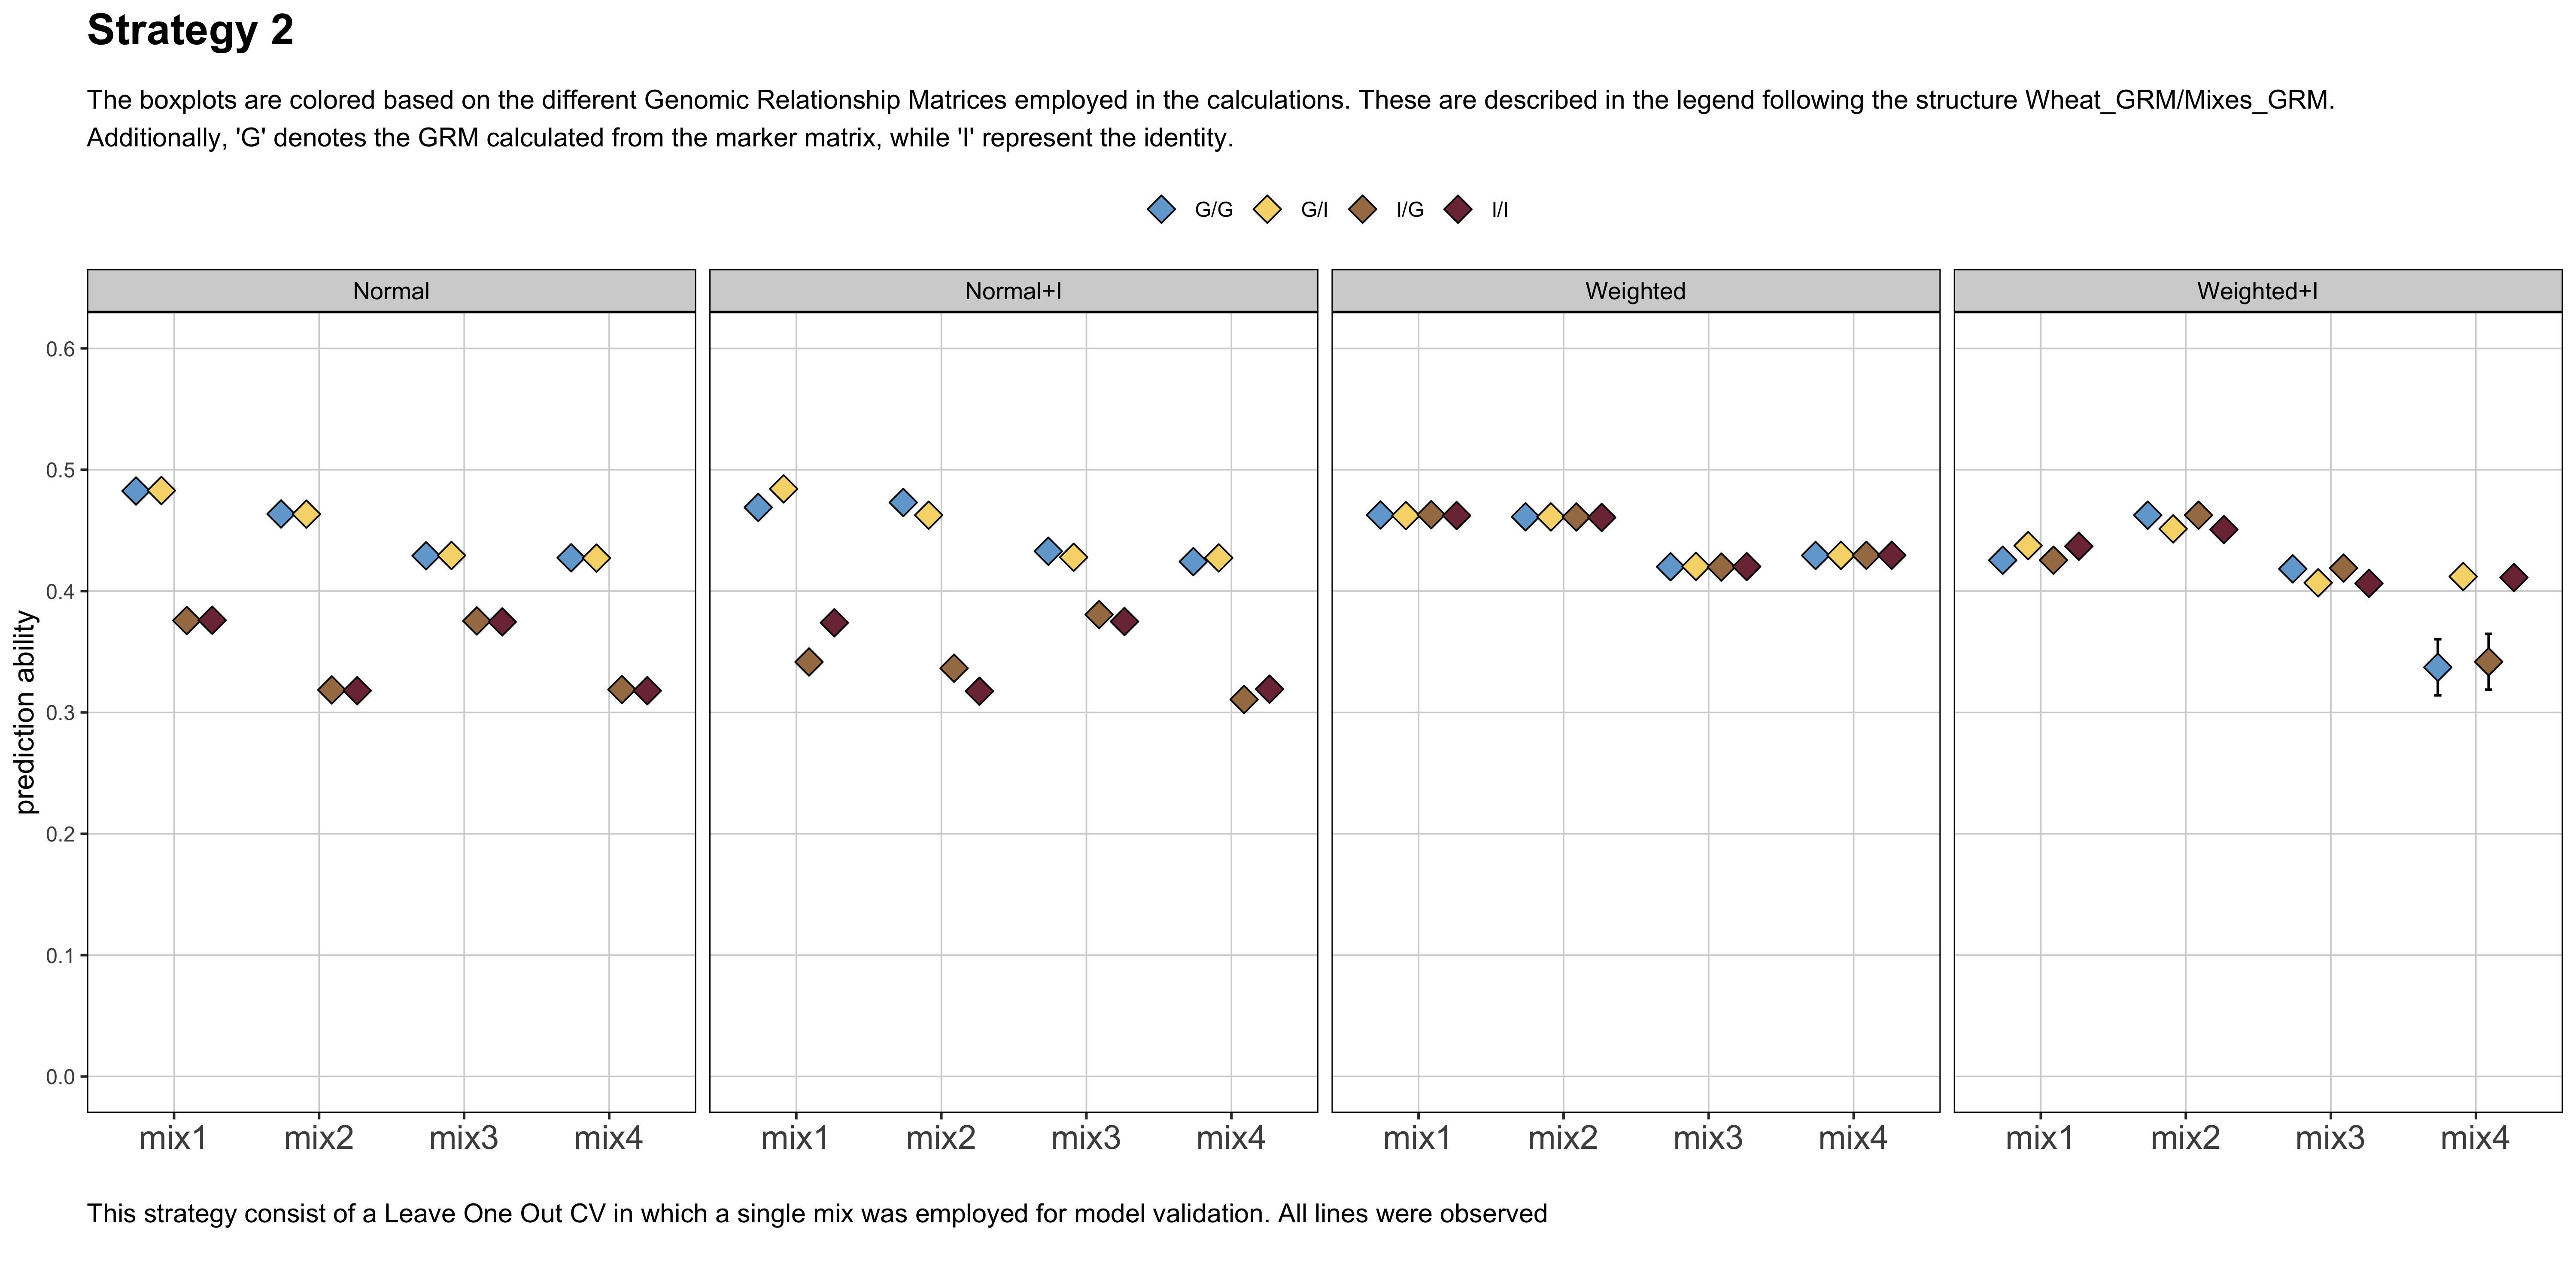 Strategy 2
The boxplots are colored based on the different Genomic Relationship Matrices employed in the calculations. These are described in the legend following the structure Wheat_GRM/Mixes_GRM.
Additionally, 'G' denotes the GRM calculated from the marker matrix, while 'I' represent the identity.
G/G G/I I/G I/I
Normal Normal+I Weighted Weighted+I
prediction ability
0.6
0.5
0.4
0.3
0.2
0.1
0.0
mix1 mix2 mix3 mix4 mix1 mix2 mix3 mix4 mix1 mix2 mix3 mix4 mix1 mix2 mix3 mix4
This strategy consist of a Leave One Out CV in which a single mix was employed for model validation. All lines were observed